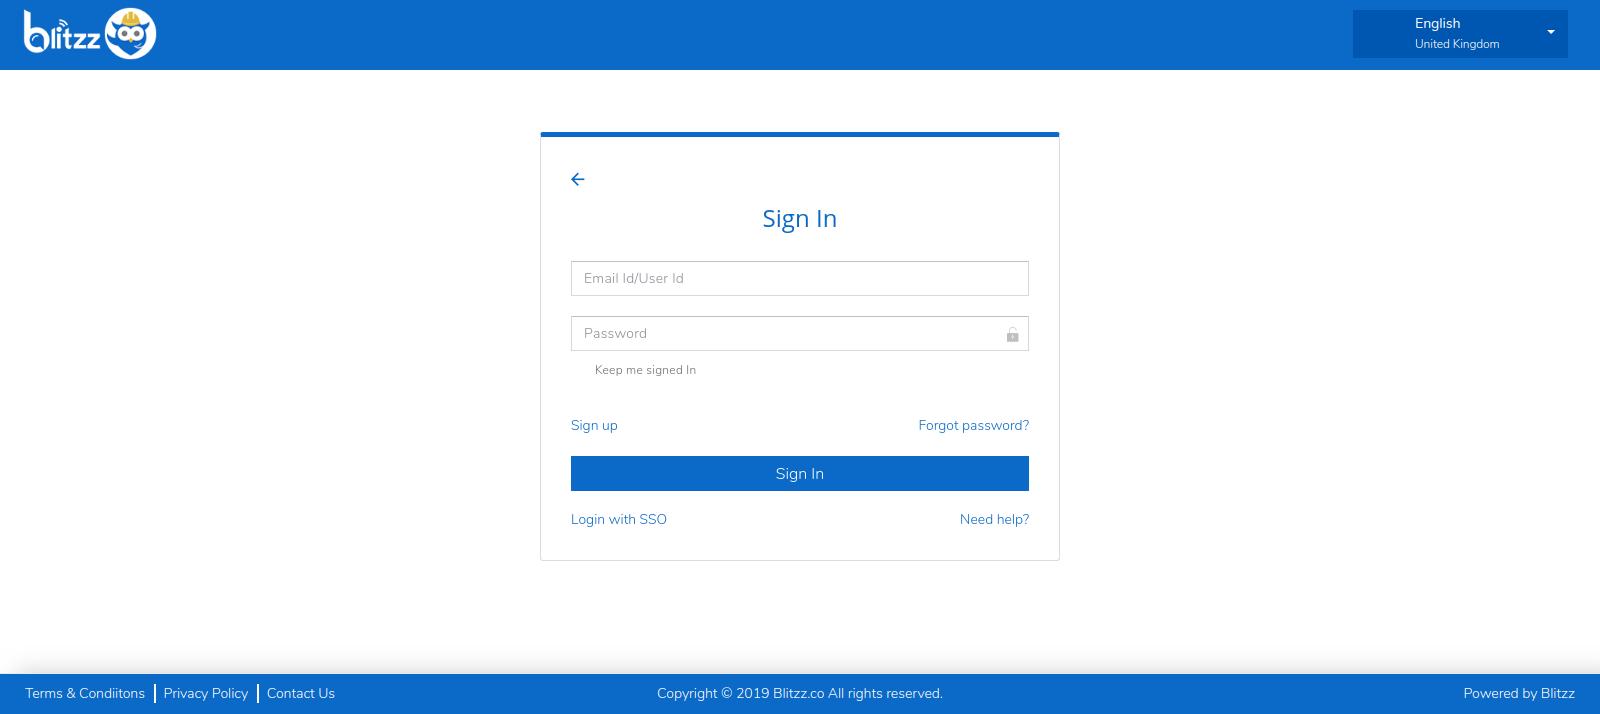 blitzz
English
United Kingdom
Sign In
Email Id/User Id
Password
Keep me signed In
Sign up
Forgot password?
Sign In
Login with SSO
Need help?
Terms & Condiitons
Privacy Policy
Contact Us
Copyright © 2019 Blitzz.co All rights reserved.
Powered by Blitzz